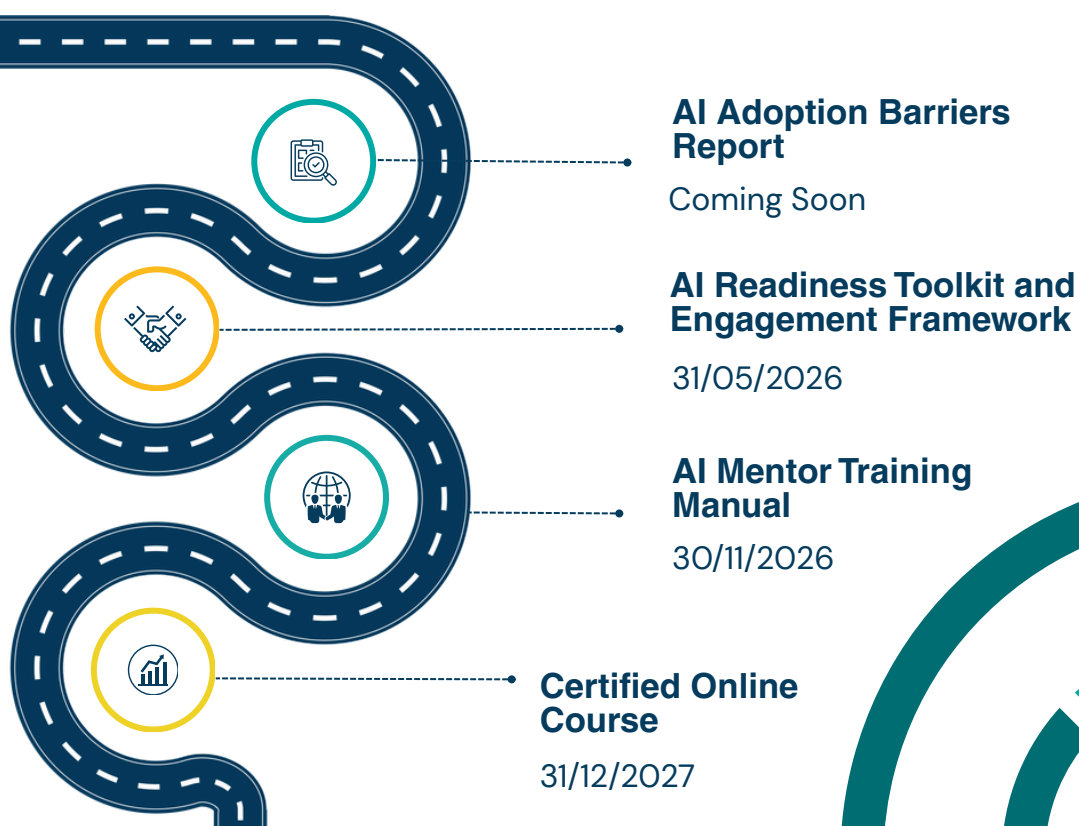 AI Adoption Barriers
Report
Coming Soon
AI Readiness Toolkit and
Engagement Framework
31/05/2026
AI Mentor Training
Manual
30/11/2026
Certified Online
Course
31/12/2027